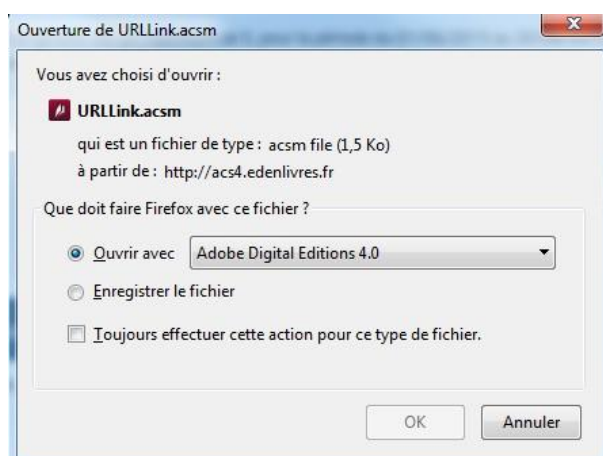 Ouverture de URLLink.acsm
Vous avez choisi d'ouvrir :
URLLink.acsm
qui est un fichier de type : acsm file (1,5 Ko)
à partir de : http://acs4.edenlivres.fr
Que doit faire Firefox avec ce fichier ?
Ouvrir avec Adobe Digital Editions 4.0
Enregistrer le fichier
Toujours effectuer cette action pour ce type de fichier.
OK Annuler